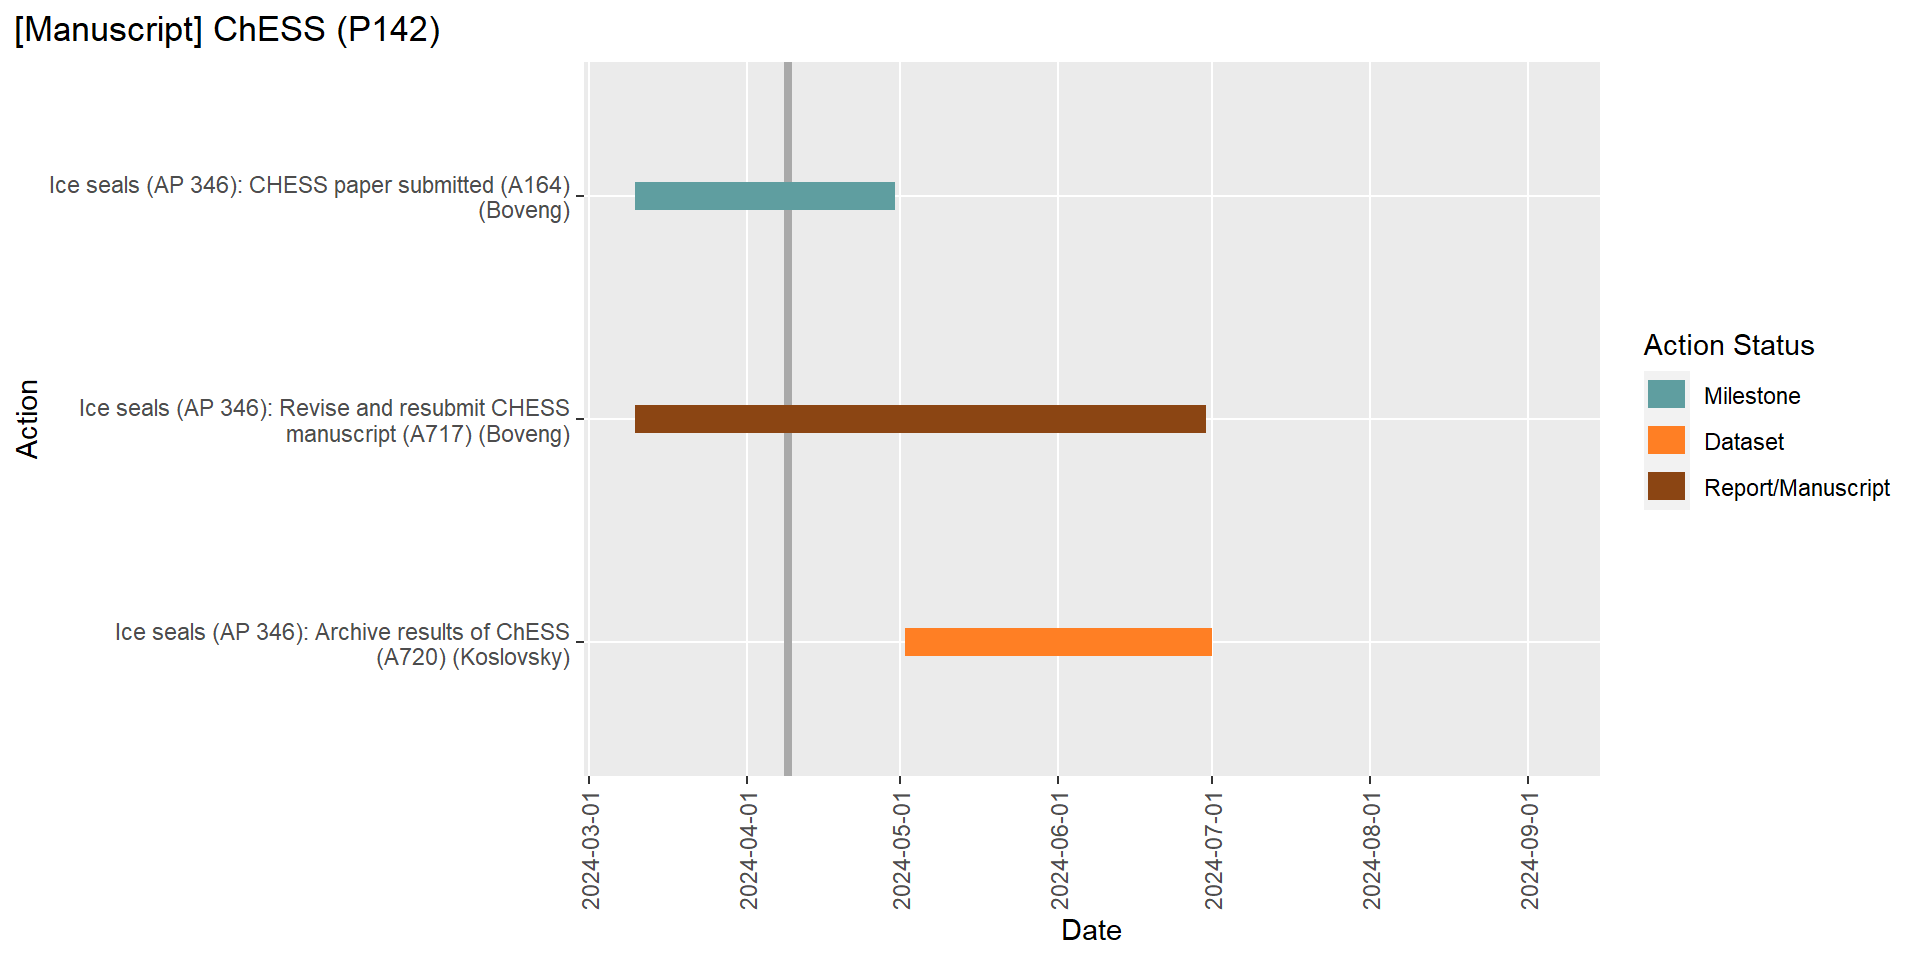 [Manuscript] ChESS (P142)
Action
Ice seals (AP 346): CHESS paper submitted (A164)
(Boveng)
Ice seals (AP 346): Revise and resubmit CHESS
manuscript (A717) (Boveng)
Ice seals (AP 346): Archive results of ChESS
(A720) (Koslovsky)
2024-03-01
2024-04-01
2024-05-01
2024-06-01
2024-07-01
2024-08-01
2024-09-01
Date
Action Status
Milestone
Dataset
Report/Manuscript